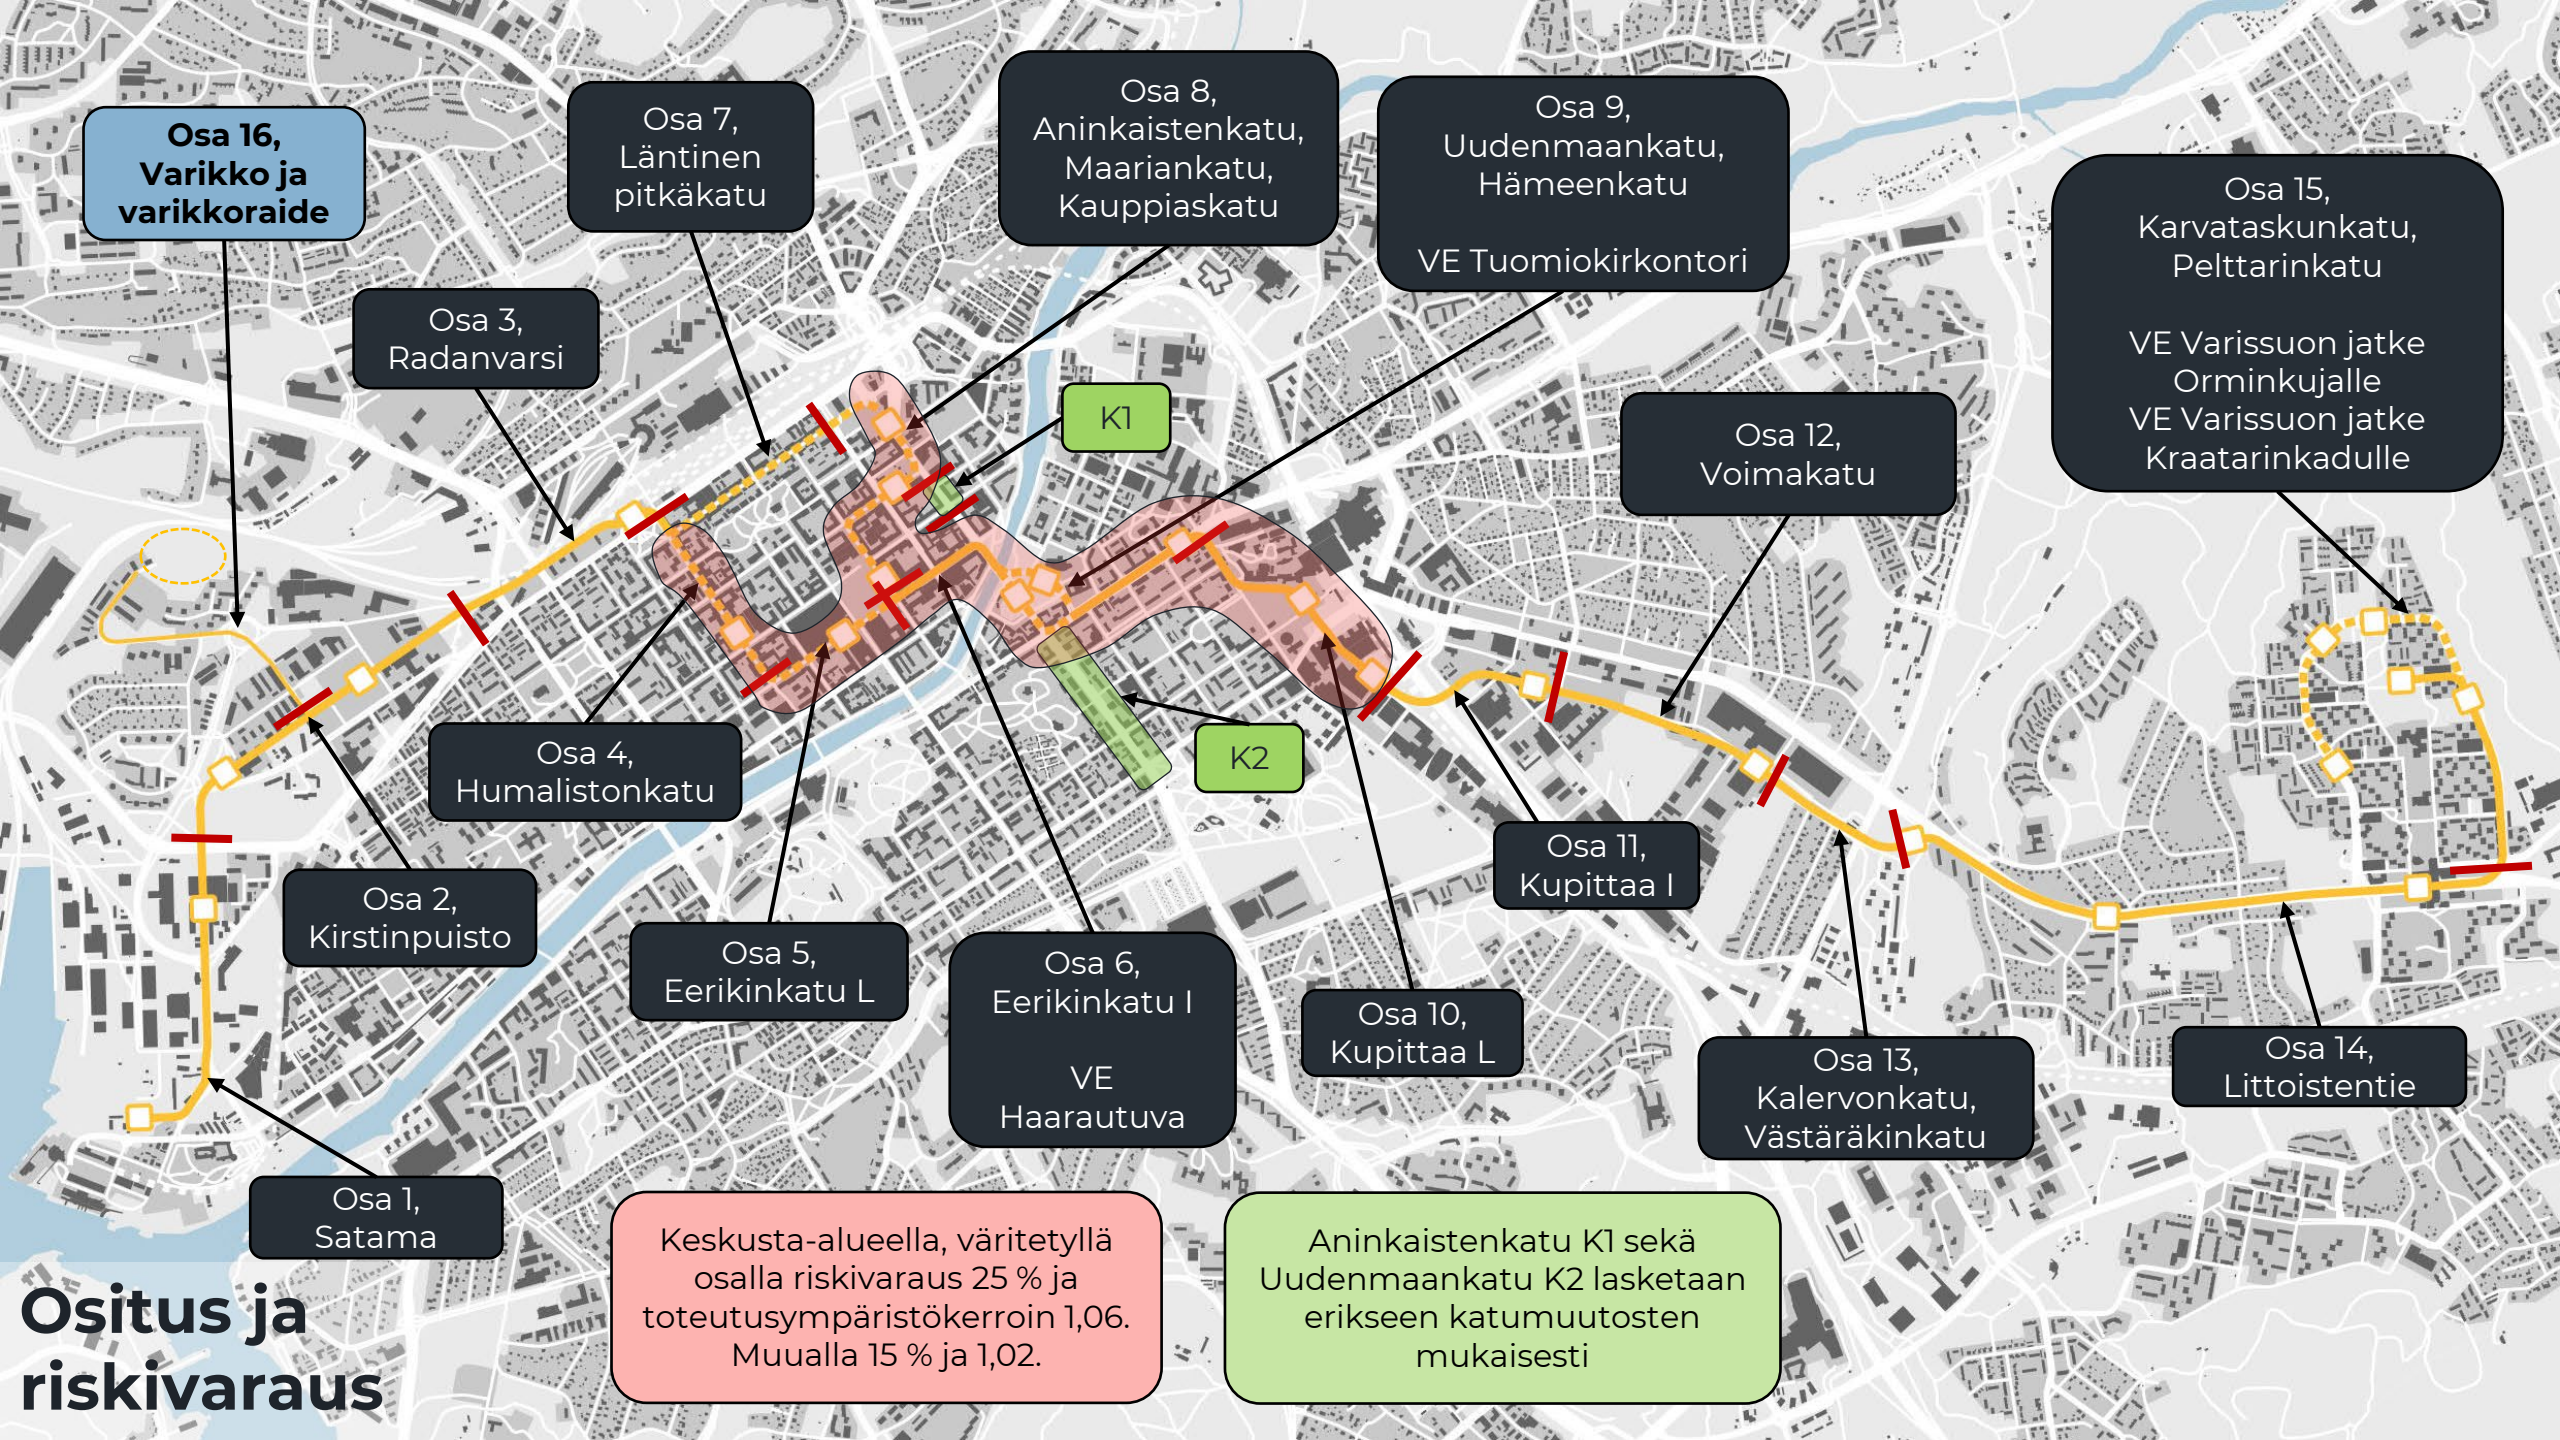 Osa 16,
Varikko ja
varikkoraide
Osa 7,
Läntinen
pitkäkatu
Osa 8,
Aninkaistenkatu,
Maariankatu,
Kauppiaskatu
Osa 9,
Uudenmaankatu,
Hämeenkatu
VE Tuomiokirkontori
Osa 15,
Karvataskunkatu,
Pelttarinkatu
VE Varissuon jatke
Orminkujalle
VE Varissuon jatke
Kraatarinkadulle
Osa 3,
Radanvarsi
K1
Osa 12,
Voimakatu
Osa 4,
Humalistonkatu
K2
Osa 2,
Kirstinpuisto
Osa 5,
Eerikinkatu L
Osa 6,
Eerikinkatu I
VE
Haarautuva
Osa 10,
Kupittaa L
Osa 11,
Kupittaa I
Osa 13,
Kalervonkatu,
Västäräkinkatu
Osa 14,
Littoistentie
Osa 1,
Satama
Ositus ja
riskivaraus
Keskusta-alueella, väritetyllä
osalla riskivaraus 25 % ja
toteutusympäristökerroin 1,06.
Muualla 15 % ja 1,02.
Aninkaistenkatu K1 sekä
Uudenmaankatu K2 lasketaan
erikseen katumuutosten
mukaisesti